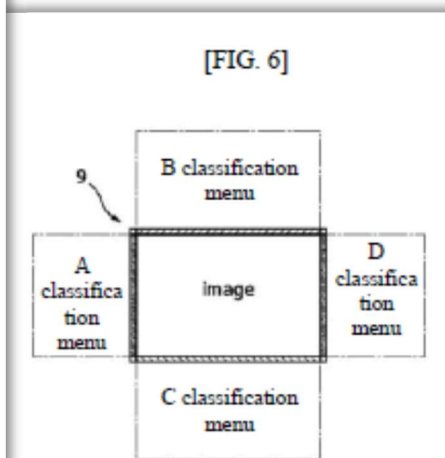 [FIG. 6]
B classification
menu
9
A
classifica
tion
menu
image
D
classifica
tion
menu
C classification
menu